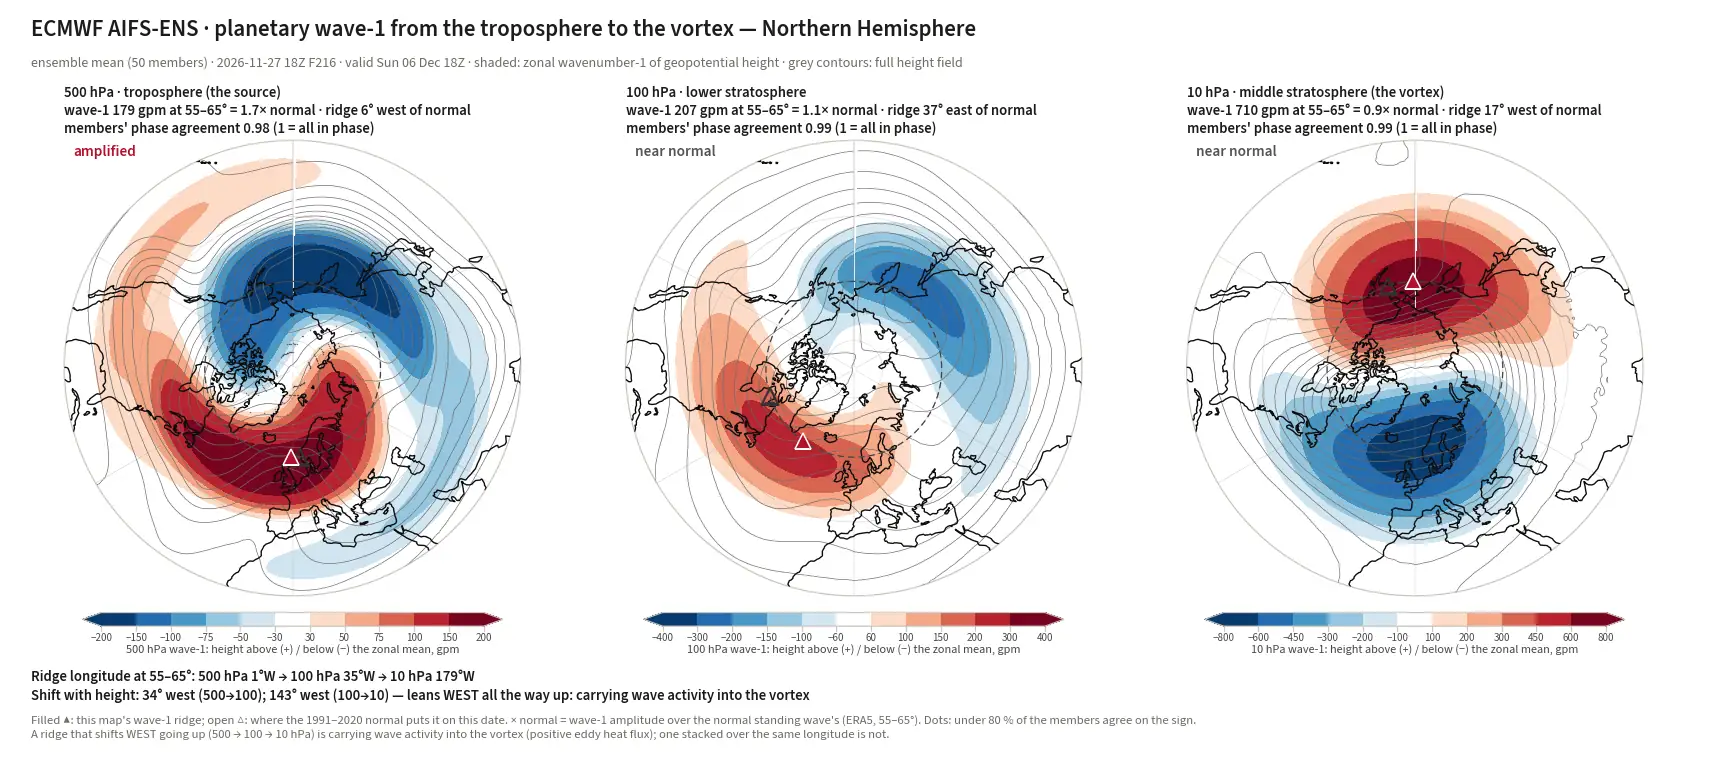 ECMWF AIFS-ENS · planetary wave-1 from the troposphere to the vortex — Northern Hemisphere
ensemble mean (50 members) · 2026-11-27 18Z F216 · valid Sun 06 Dec 18Z · shaded: zonal wavenumber-1 of geopotential height · grey contours: full height field
500 hPa · troposphere (the source)
wave-1 179 gpm at 55–65° = 1.7× normal · ridge 6° west of normal
members' phase agreement 0.98 (1 = all in phase)
amplified
100 hPa · lower stratosphere
wave-1 207 gpm at 55–65° = 1.1× normal · ridge 37° east of normal
members' phase agreement 0.99 (1 = all in phase)
near normal
10 hPa · middle stratosphere (the vortex)
wave-1 710 gpm at 55–65° = 0.9× normal · ridge 17° west of normal
members' phase agreement 0.99 (1 = all in phase)
near normal
−200 −150 −100 −75 −50 −30 30 50 75 100 150 200
500 hPa wave-1: height above (+) / below (−) the zonal mean, gpm
−400 −300 −200 −150 −100 −60 60 100 150 200 300 400
100 hPa wave-1: height above (+) / below (−) the zonal mean, gpm
−800 −600 −450 −300 −200 −100 100 200 300 450 600 800
10 hPa wave-1: height above (+) / below (−) the zonal mean, gpm
Ridge longitude at 55–65°: 500 hPa 1°W → 100 hPa 35°W → 10 hPa 179°W
Shift with height: 34° west (500→100); 143° west (100→10) — leans WEST all the way up: carrying wave activity into the vortex
Filled ▲: this map's wave-1 ridge; open △: where the 1991–2020 normal puts it on this date. × normal = wave-1 amplitude over the normal standing wave's (ERA5, 55–65°). Dots: under 80 % of the members agree on the sign.
A ridge that shifts WEST going up (500 → 100 → 10 hPa) is carrying wave activity into the vortex (positive eddy heat flux); one stacked over the same longitude is not.